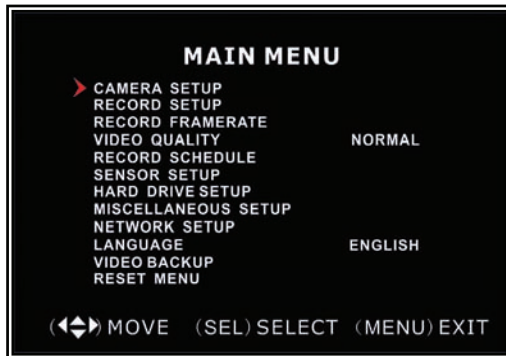 MAIN MENU
CAMERA SETUP
RECORD SETUP
RECORD FRAMERATE
VIDEO QUALITY NORMAL
RECORD SCHEDULE
SENSOR SETUP
HARD DRIVE SETUP
MISCELLANEOUS SETUP
NETWORK SETUP
LANGUAGE ENGLISH
VIDEO BACKUP
RESET MENU
( ) MOVE (SEL) SELECT (MENU) EXIT